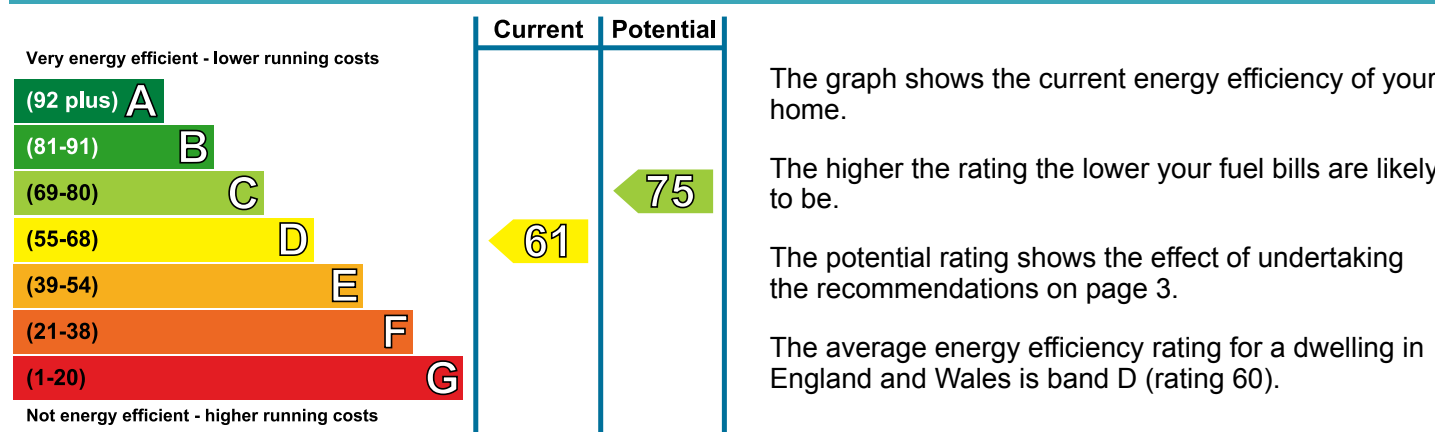 Current Potential
Very energy efficient - lower running costs
(92 plus) A
(81-91) B
(69-80) C
75
(55-68) D
61
(39-54) E
(21-38) F
(1-20) G
Not energy efficient - higher running costs
The graph shows the current energy efficiency of your
home.
The higher the rating the lower your fuel bills are likely
to be.
The potential rating shows the effect of undertaking
the recommendations on page 3.
The average energy efficiency rating for a dwelling in
England and Wales is band D (rating 60).